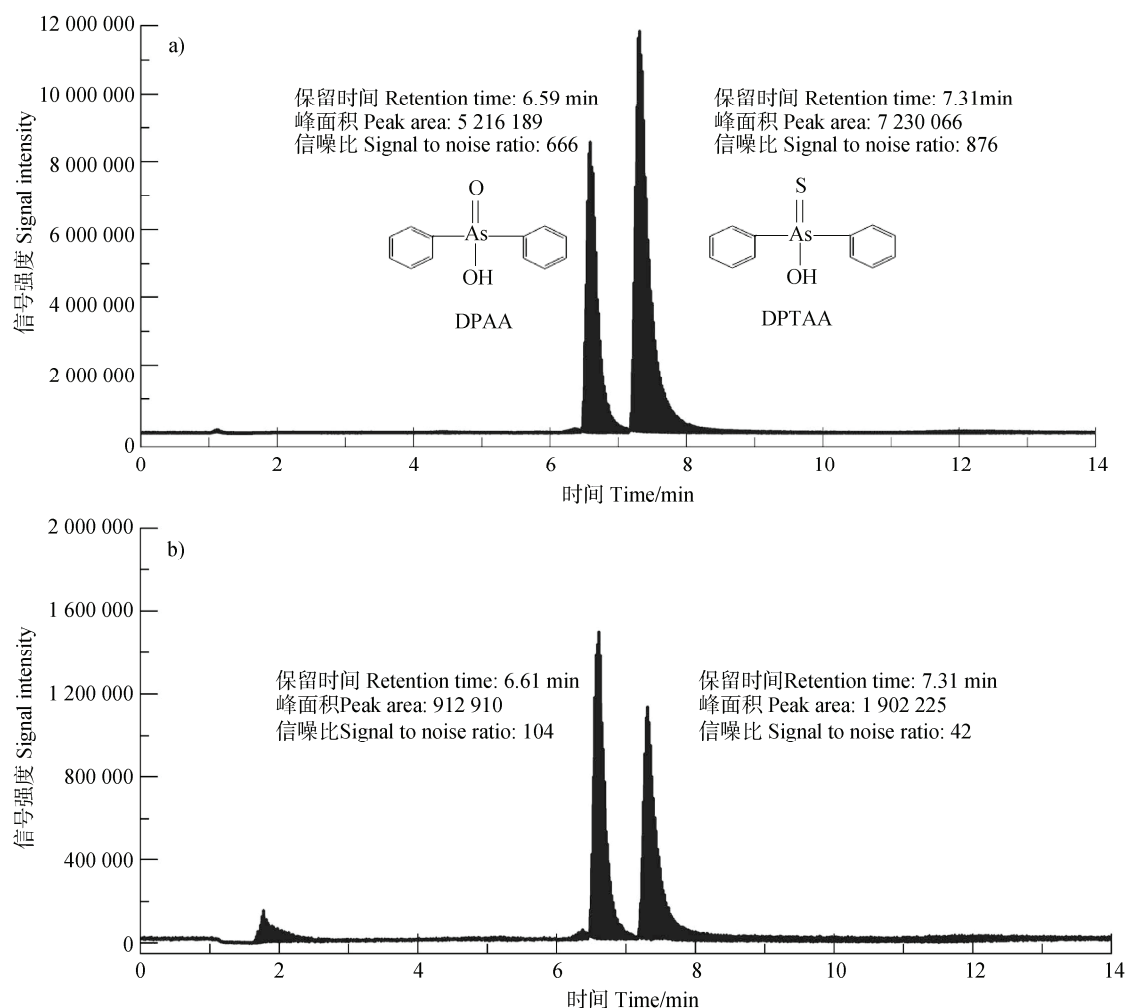 a)
信号强度 Signal intensity
12 000 000
10 000 000
8 000 000
6 000 000
4 000 000
2 000 000
0
保留时间 Retention time: 6.59 min
峰面积 Peak area: 5 216 189
信噪比 Signal to noise ratio: 666
O
As
OH
DPAA
保留时间 Retention time: 7.31min
峰面积 Peak area: 7 230 066
信噪比 Signal to noise ratio: 876
S
As
OH
DPTAA
0 2 4 6 8 10 12 14
时间 Time/min
b)
信号强度 Signal intensity
2 000 000
1 600 000
1 200 000
800 000
400 000
0
保留时间 Retention time: 6.61 min
峰面积Peak area: 912 910
信噪比Signal to noise ratio: 104
保留时间Retention time: 7.31 min
峰面积 Peak area: 1 902 225
信噪比 Signal to noise ratio: 42
0 2 4 6 8 10 12 14
时间 Time/min